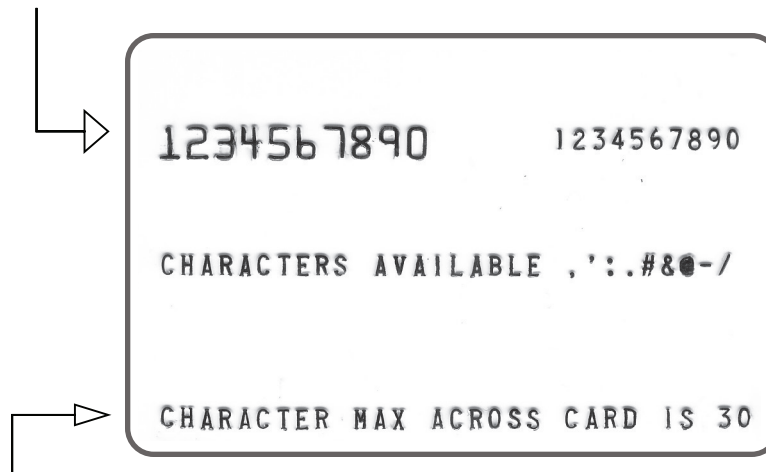 1234567890 1234567890
CHARACTERS AVAILABLE ,':.#&@-/
CHARACTER MAX ACROSS CARD IS 30